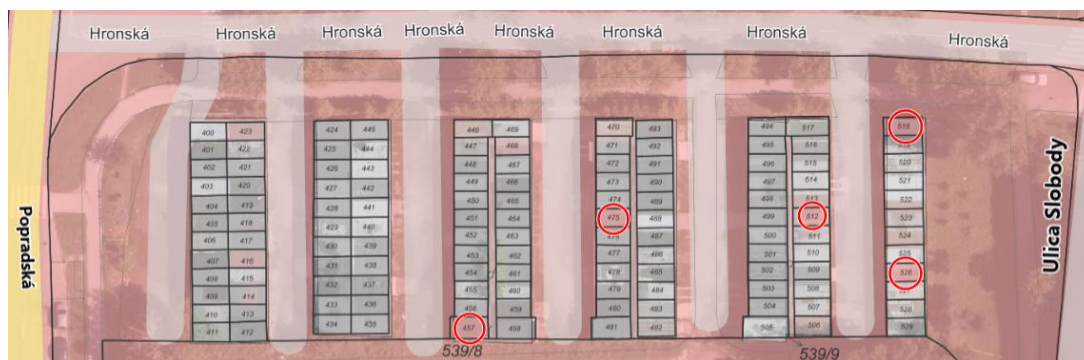 Hronská Hronská Hronská Hronská Hronská Hronská Hronská Hronská
400 423 424 445 446 469 470 493 494 517 518
401 422 425 444 447 468 471 492 495 516
402 421 426 443 448 467 472 491 496 515 520
403 420 427 442 449 466 473 490 497 514 521
404 419 428 441 450 465 474 489 498 513 522
405 418 429 440 451 464 475 488 499 512 523
406 417 430 439 452 463 476 487 500 511 524
407 416 431 438 453 462 477 486 501 510 525
408 415 432 437 454 461 478 485 502 509 526
409 414 433 436 455 460 479 484 503 508
410 413 434 435 456 459 480 483 504 507 528
411 412 457 458 481 482 505 506 529
Popradská
Ulica Slobody
539/8 539/9